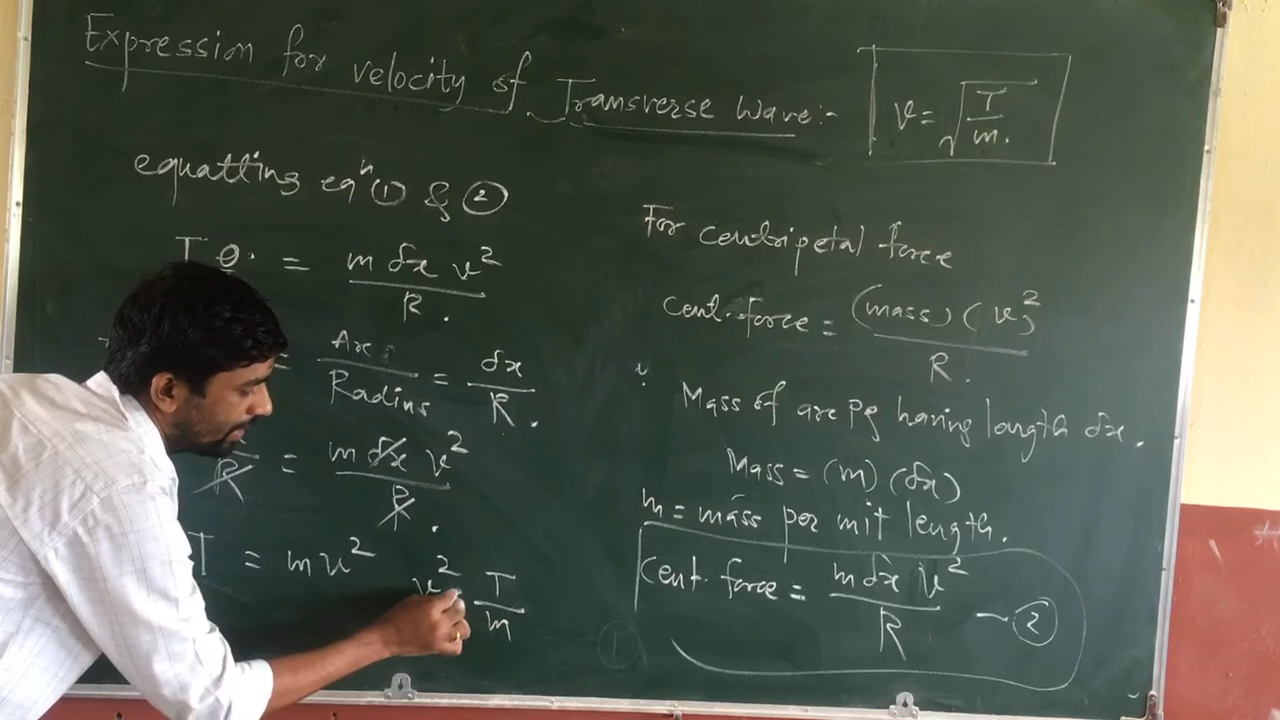 Expression for velocity of Transverse Wave:-
v = √(T/m.)
equatting eqⁿ (1) & (2)
T θ. = m δx v² / R.
= Arc / Radius = δx / R.
R = m δx v² / R.
T = mv²
v² T / m
For centripetal force
Cent. force = (mass) (v)² / R.
Mass of arc PQ having length δx.
Mass = (m) (δx)
m = mass per unit length.
Cent. force = m δx v² / R – (2)